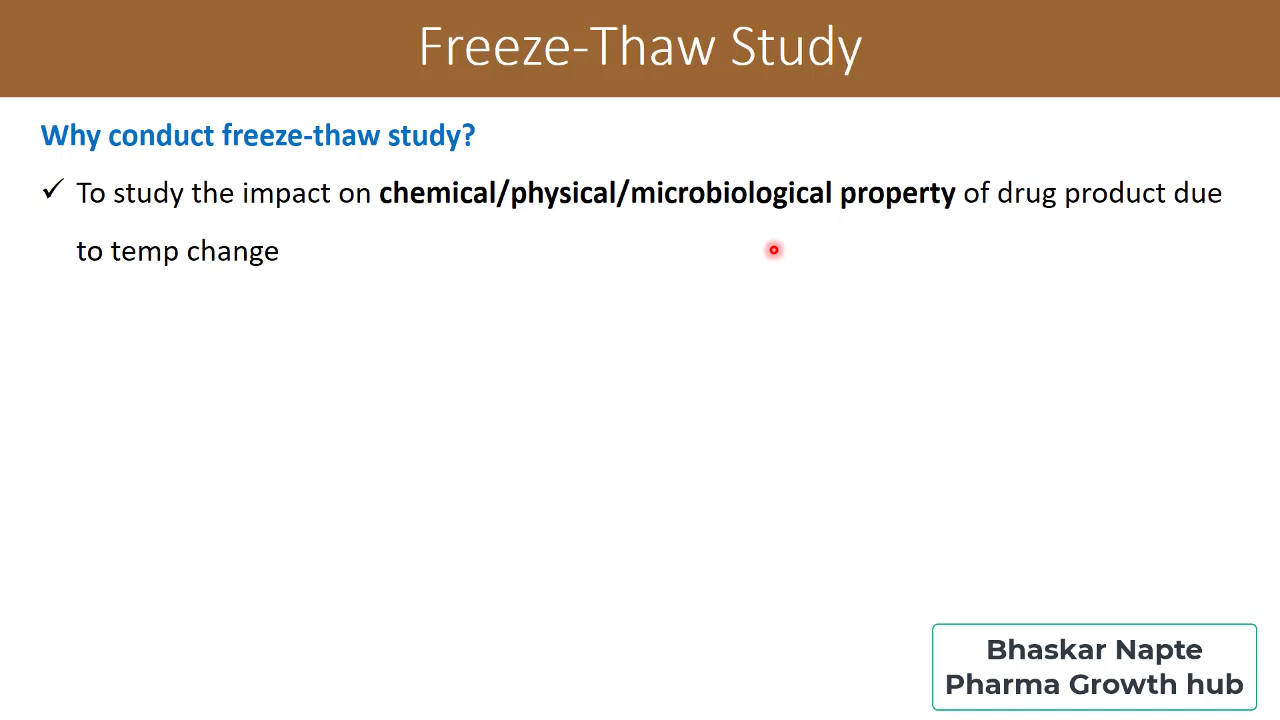 Freeze-Thaw Study
Why conduct freeze-thaw study?
✓ To study the impact on chemical/physical/microbiological property of drug product due
to temp change
Bhaskar Napte
Pharma Growth hub